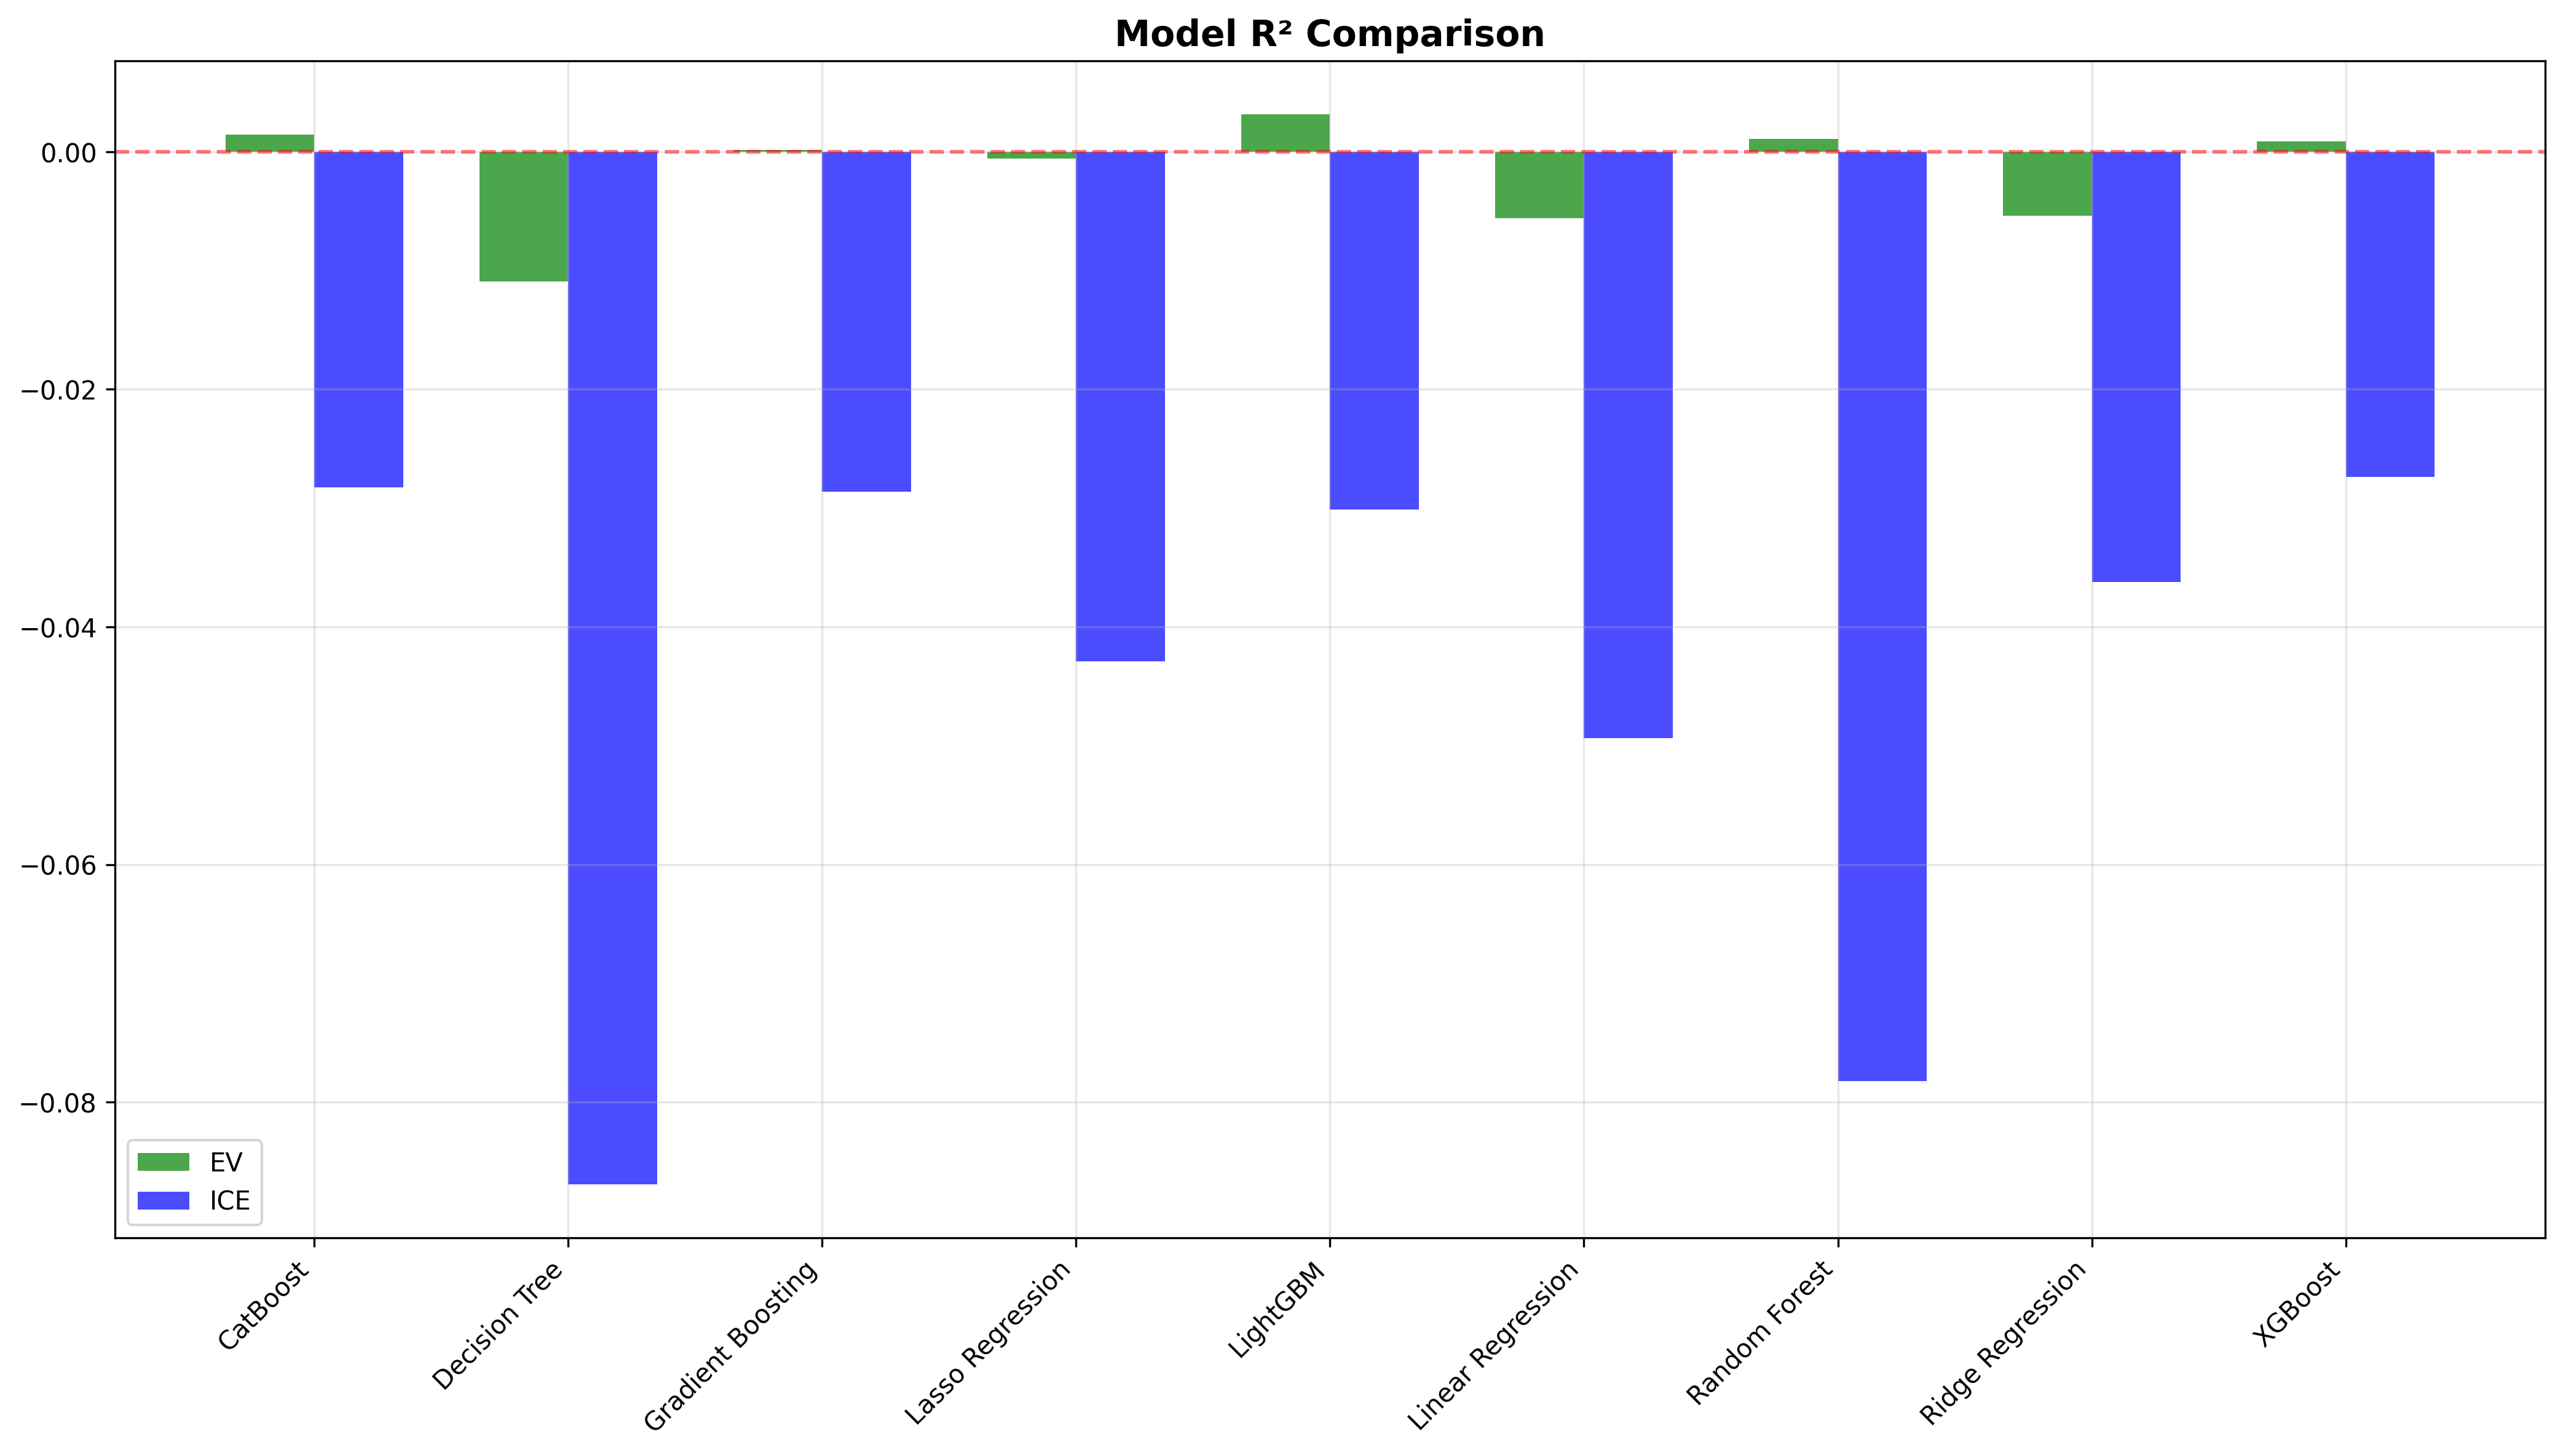 Model R² Comparison
0.00
−0.02
−0.04
−0.06
−0.08
EV
ICE
CatBoost
Decision Tree
Gradient Boosting
Lasso Regression
LightGBM
Linear Regression
Random Forest
Ridge Regression
XGBoost